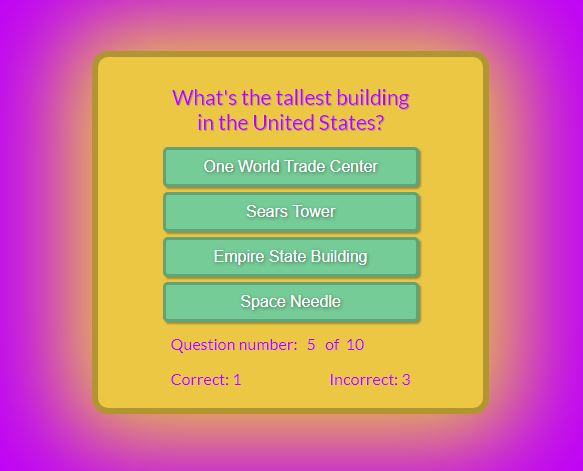 What's the tallest building
in the United States?
One World Trade Center
Sears Tower
Empire State Building
Space Needle
Question number: 5 of 10
Correct: 1 Incorrect: 3